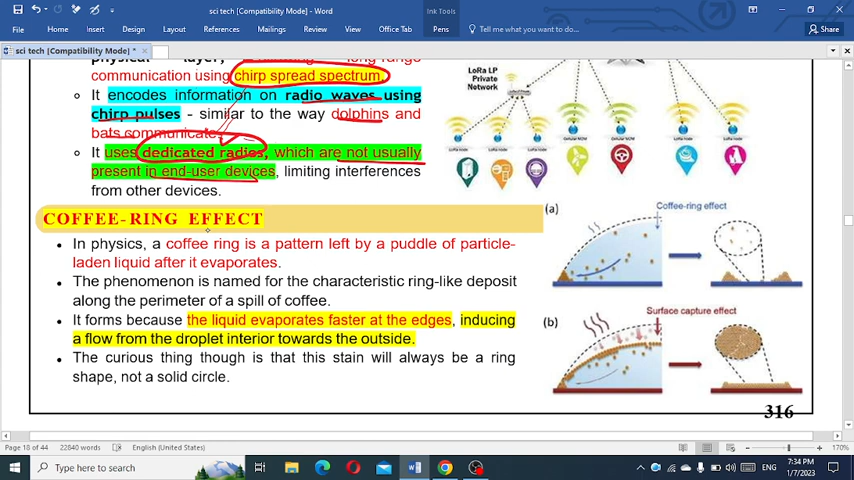 sci tech [Compatibility Mode] - Word
Ink Tools
File Home Insert Draw Design Layout References Mailings Review View Office Tab Pens Tell me what you want to do... Share
sci tech [Compatibility Mode] *
physical layer,
communication using chirp spread spectrum.
It encodes information on radio waves using
chirp pulses - similar to the way dolphins and
bats communicate.
It uses dedicated radios, which are not usually
present in end-user devices, limiting interferences
from other devices.
LoRa LP
Private
Network
COFFEE-RING EFFECT
In physics, a coffee ring is a pattern left by a puddle of particle-
laden liquid after it evaporates.
The phenomenon is named for the characteristic ring-like deposit
along the perimeter of a spill of coffee.
It forms because the liquid evaporates faster at the edges, inducing
a flow from the droplet interior towards the outside.
The curious thing though is that this stain will always be a ring
shape, not a solid circle.
(a)
Coffee-ring effect
(b)
Surface capture effect
316
Page 18 of 44 22840 words English (United States) 170%
Type here to search
ENG
7:34 PM
1/7/2023